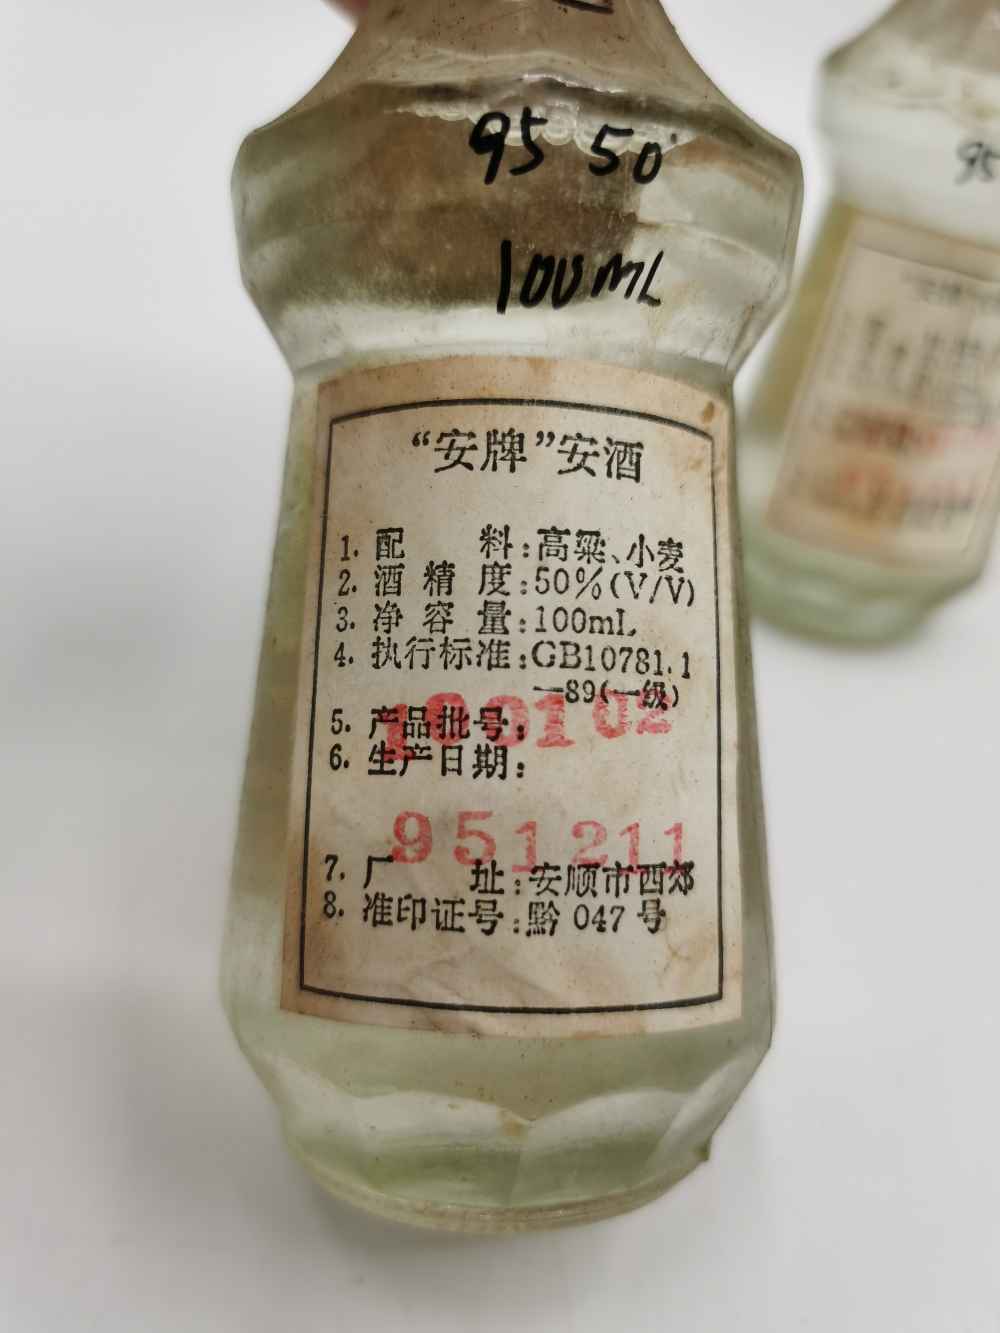 95 50°
100ML
95
“安牌”安酒
1. 配 料:高粱、小麦
2. 酒 精 度:50%(V/V)
3. 净 容 量:100mL
4. 执行标准:GB10781.1
—89(一级)
5. 产品批号:
6. 生产日期:
951211
7. 厂 址:安顺市西郊
8. 准印证号:黔 047 号